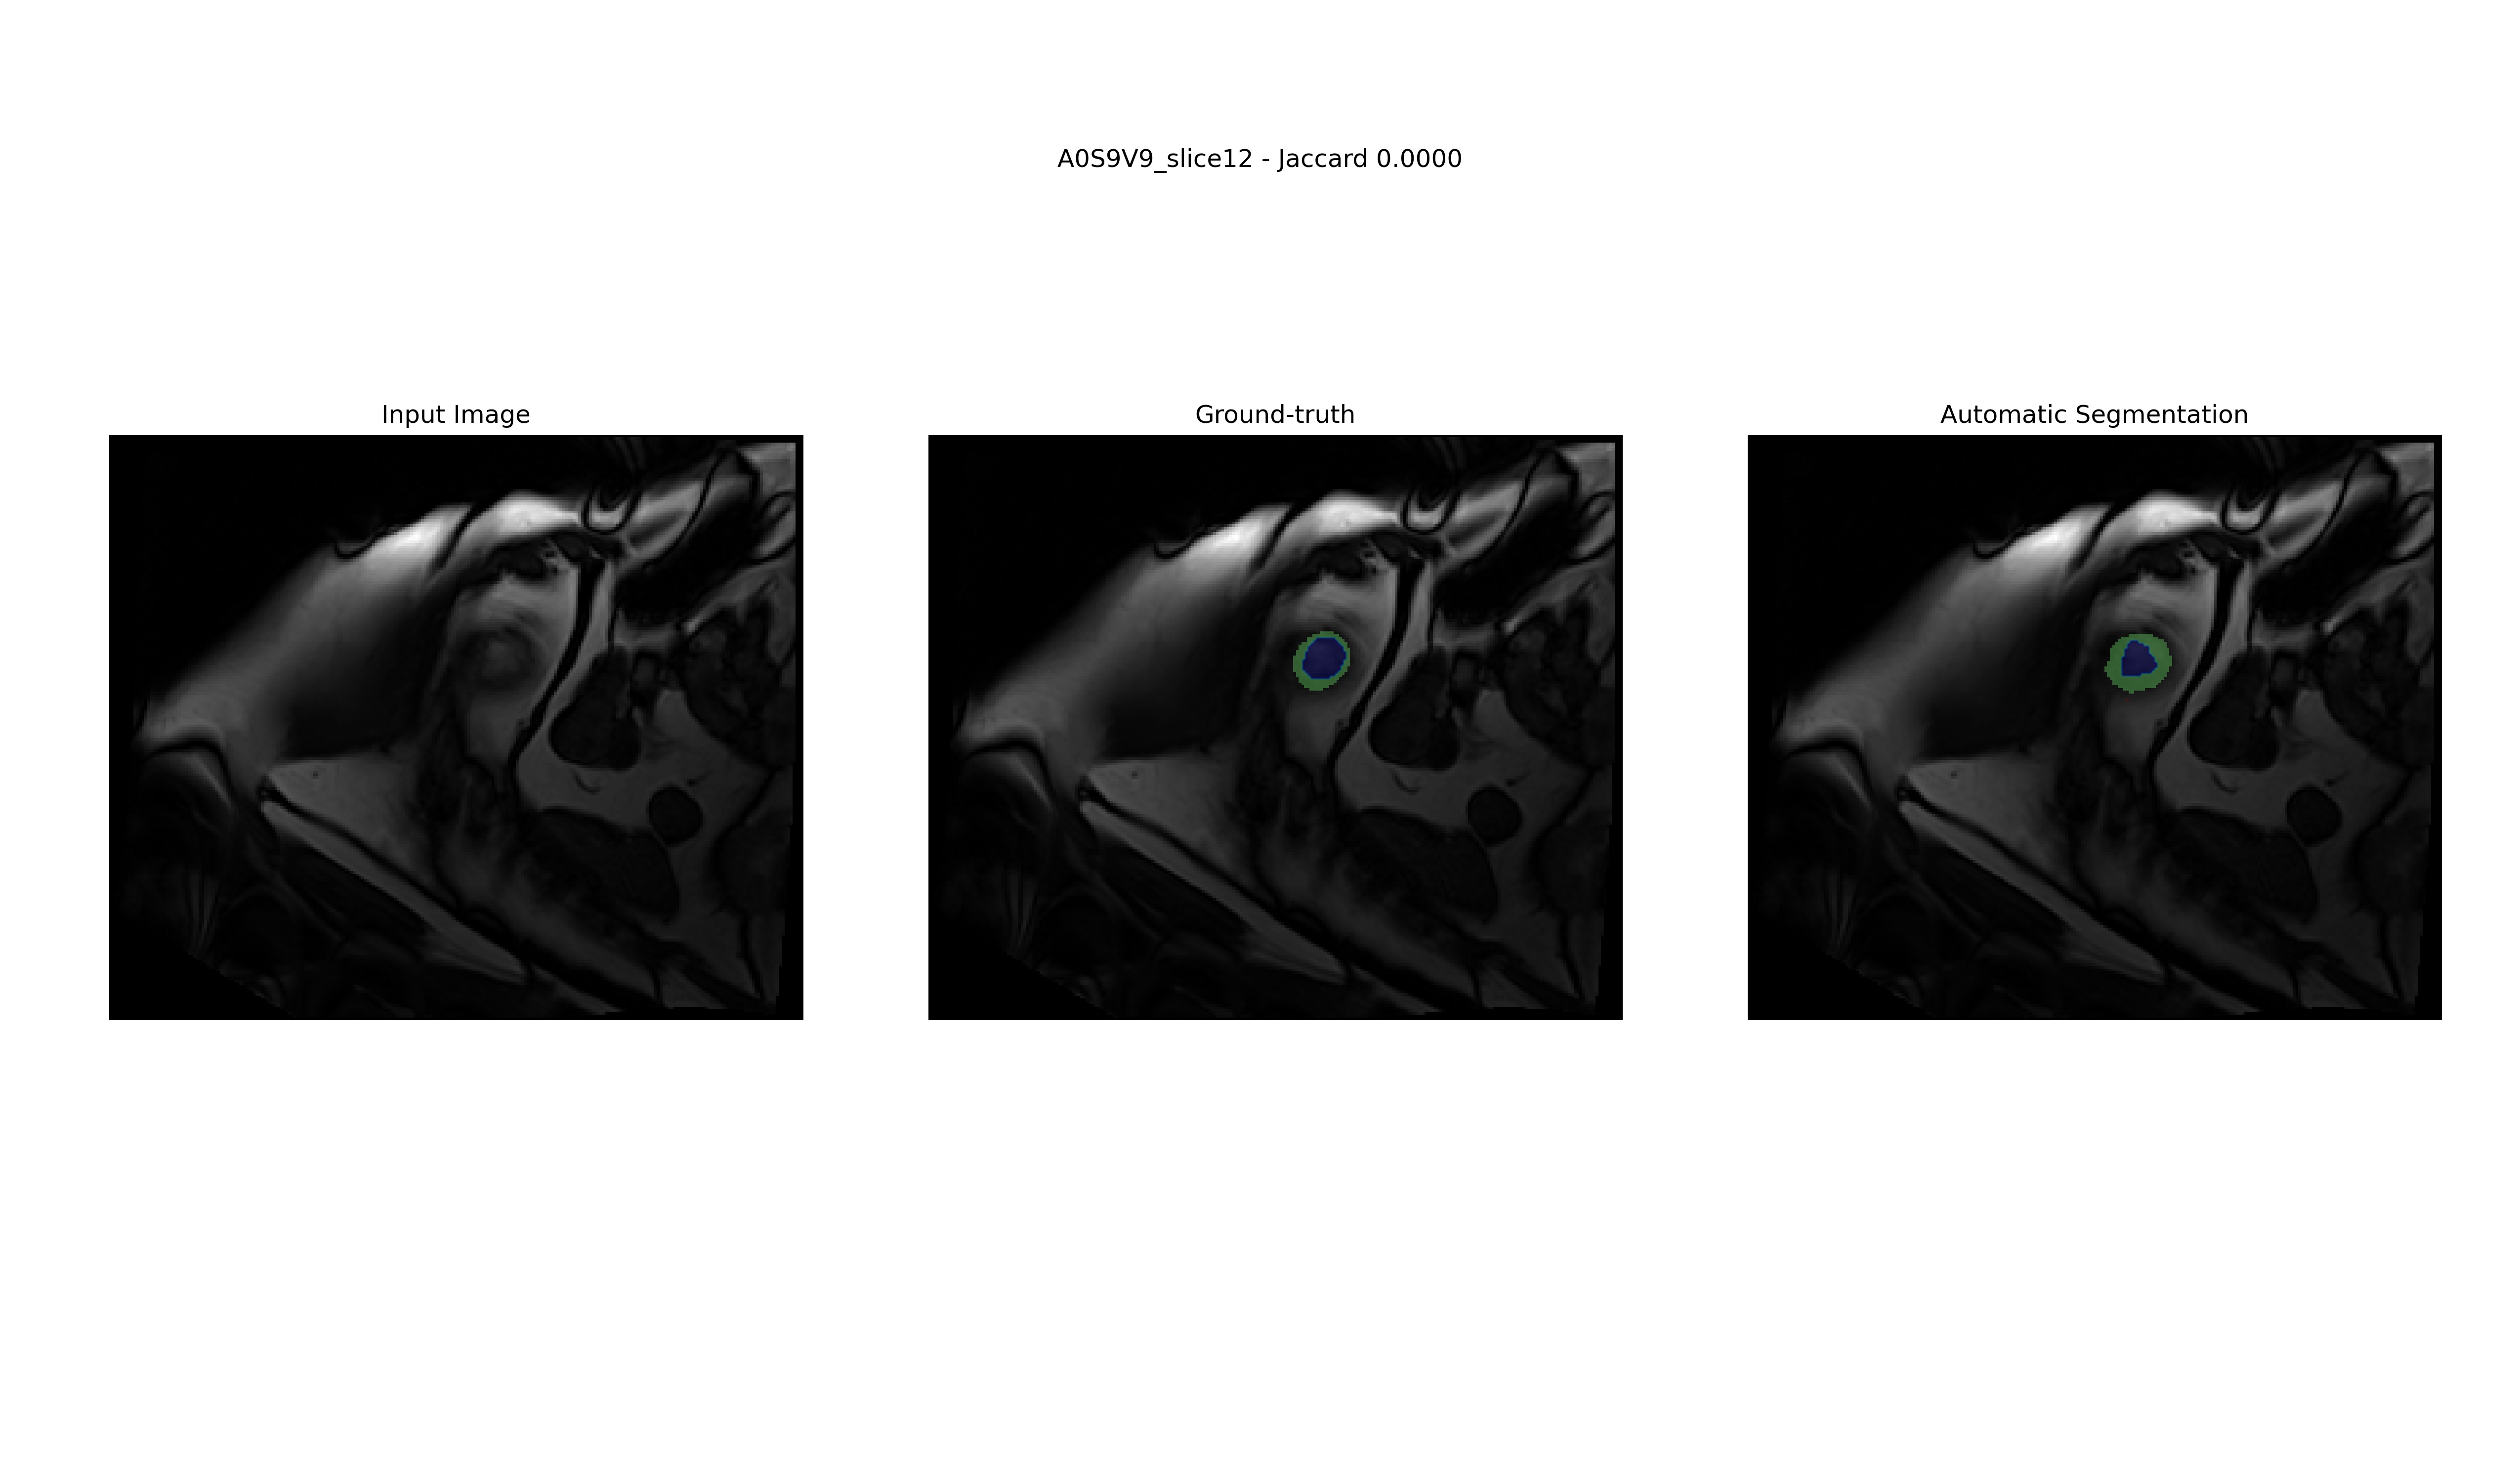 A0S9V9_slice12 - Jaccard 0.0000
Input Image
Ground-truth
Automatic Segmentation